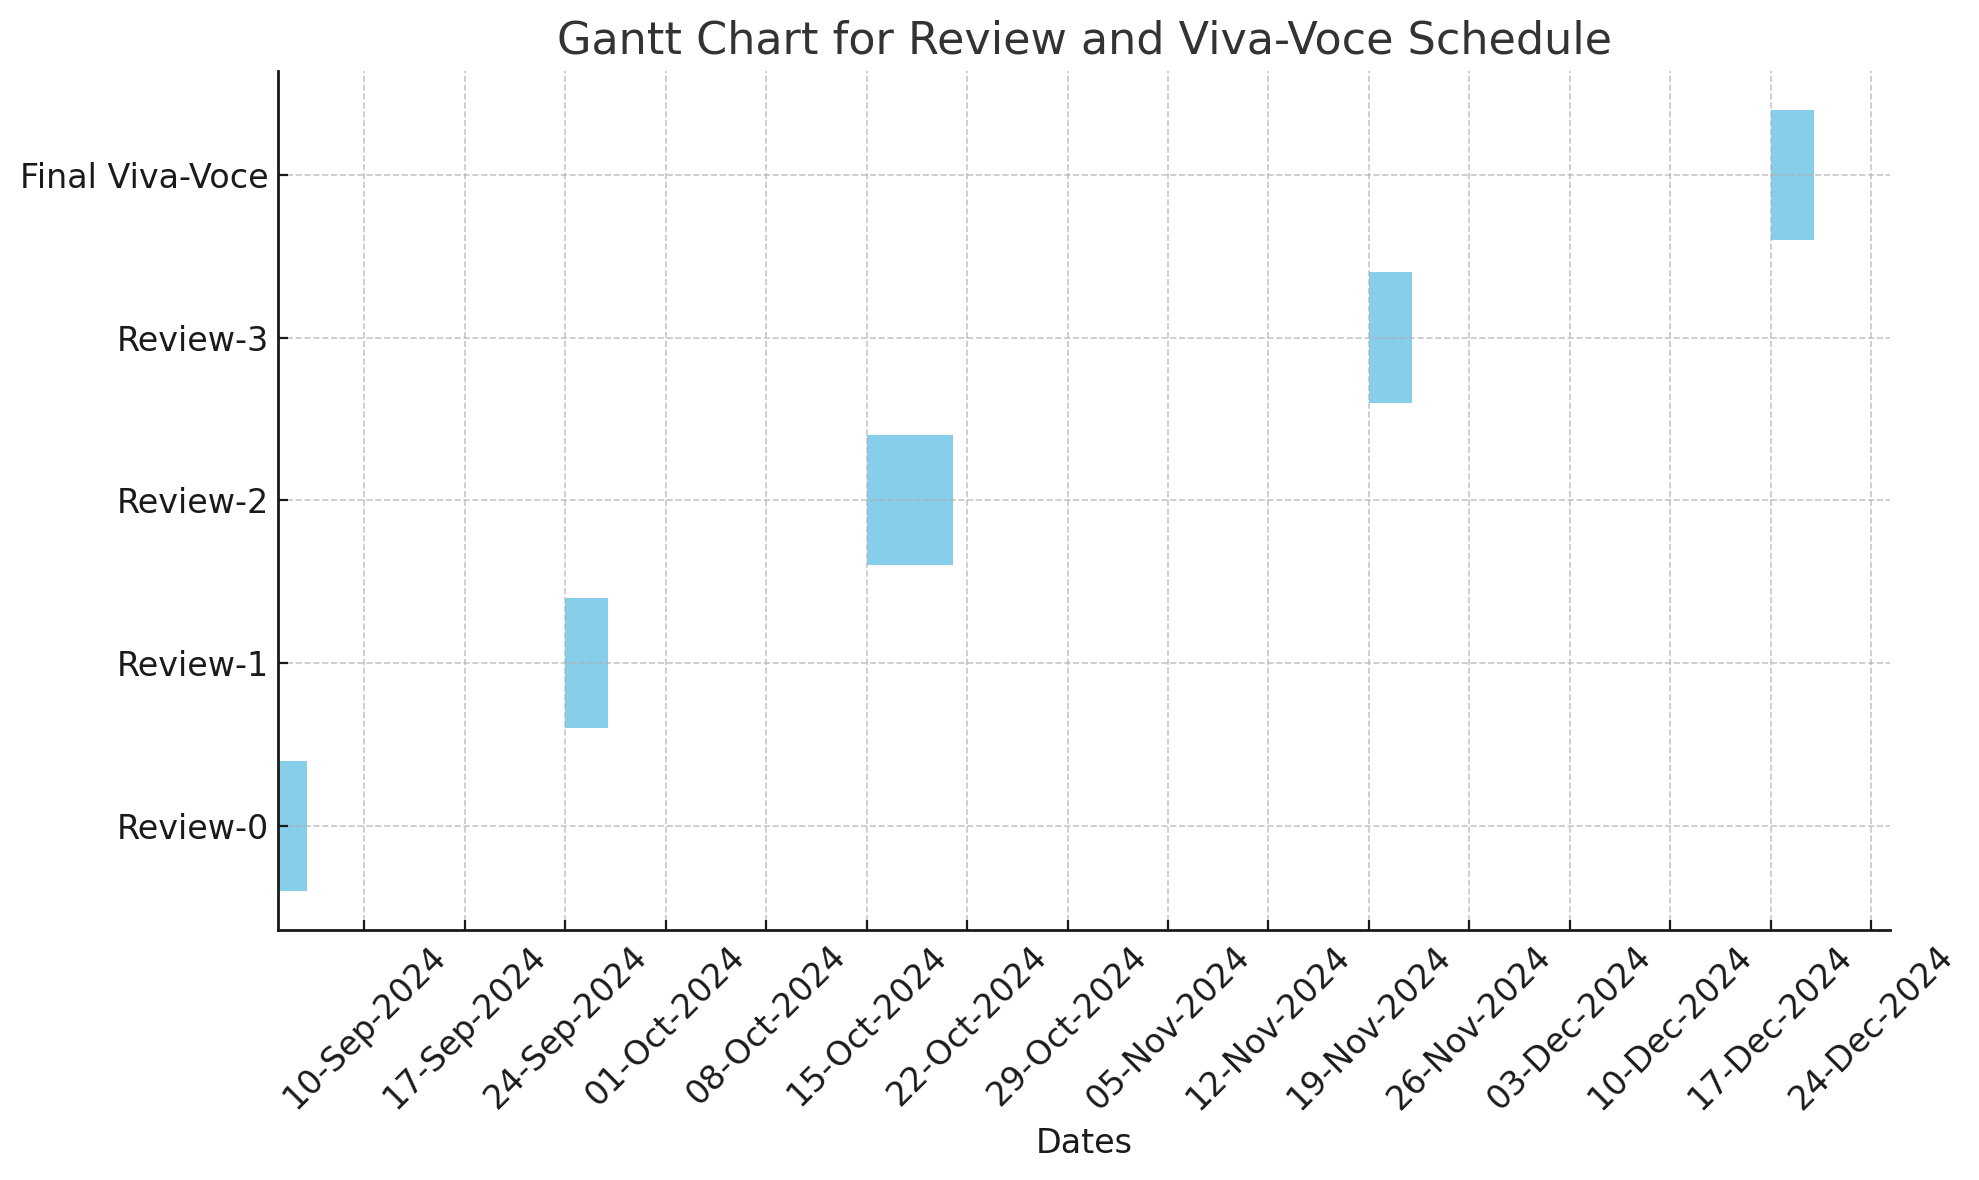 Gantt Chart for Review and Viva-Voce Schedule
Final Viva-Voce
Review-3
Review-2
Review-1
Review-0
10-Sep-2024
17-Sep-2024
24-Sep-2024
01-Oct-2024
08-Oct-2024
15-Oct-2024
22-Oct-2024
29-Oct-2024
05-Nov-2024
12-Nov-2024
19-Nov-2024
26-Nov-2024
03-Dec-2024
10-Dec-2024
17-Dec-2024
24-Dec-2024
Dates